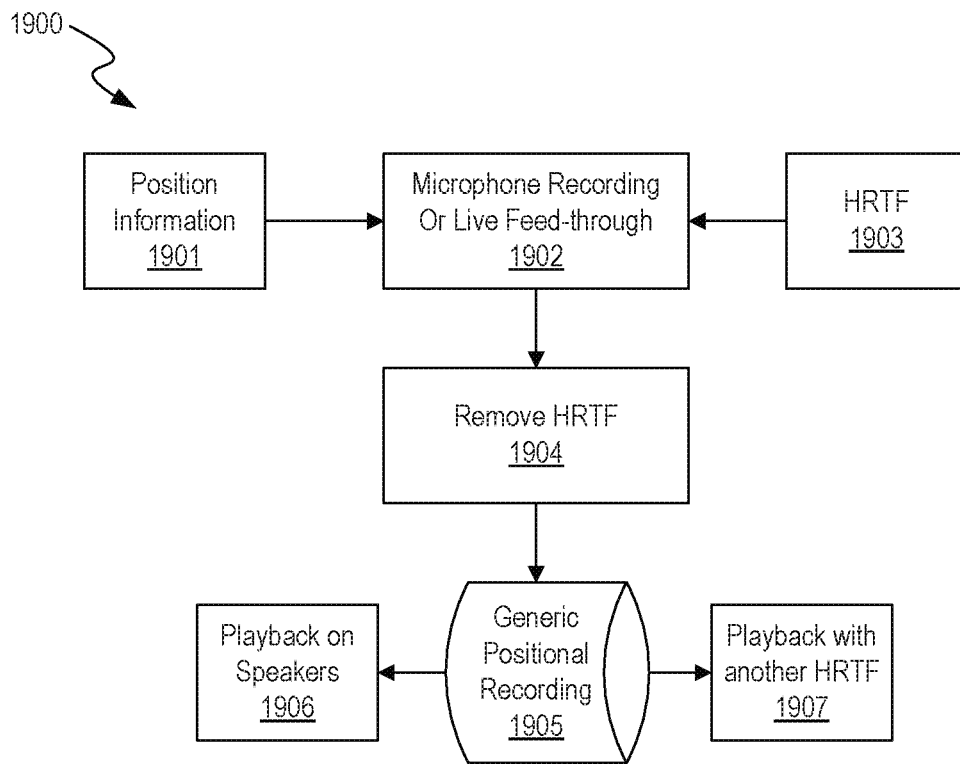 1900
Position
Information
1901
Microphone Recording
Or Live Feed-through
1902
HRTF
1903
Remove HRTF
1904
Generic
Positional
Recording
1905
Playback on
Speakers
1906
Playback with
another HRTF
1907